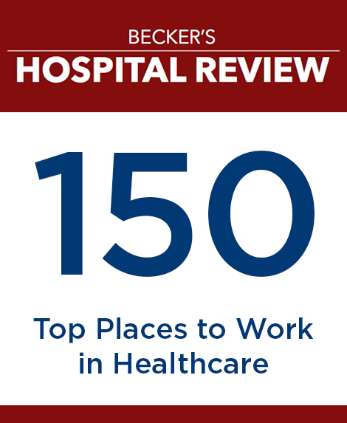 BECKER'S
HOSPITAL REVIEW
150
Top Places to Work
in Healthcare